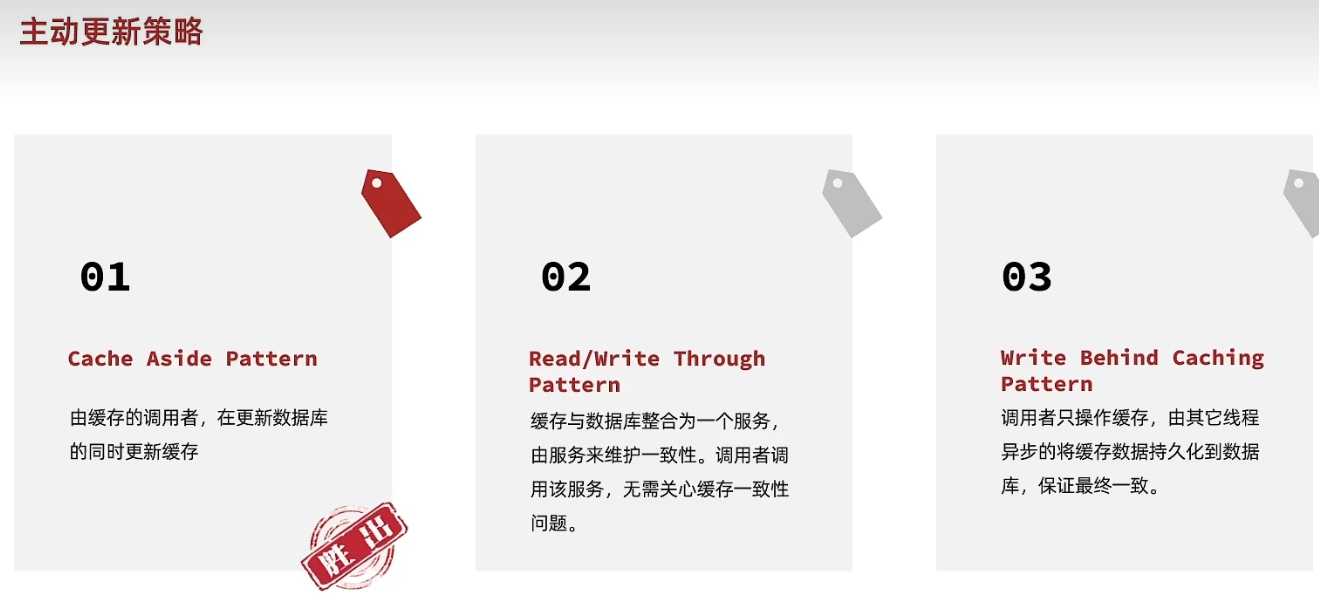 主动更新策略
01
Cache Aside Pattern
由缓存的调用者，在更新数据库
的同时更新缓存
胜出
02
Read/Write Through
Pattern
缓存与数据库整合为一个服务，
由服务来维护一致性。调用者调
用该服务，无需关心缓存一致性
问题。
03
Write Behind Caching
Pattern
调用者只操作缓存，由其它线程
异步的将缓存数据持久化到数据
库，保证最终一致。